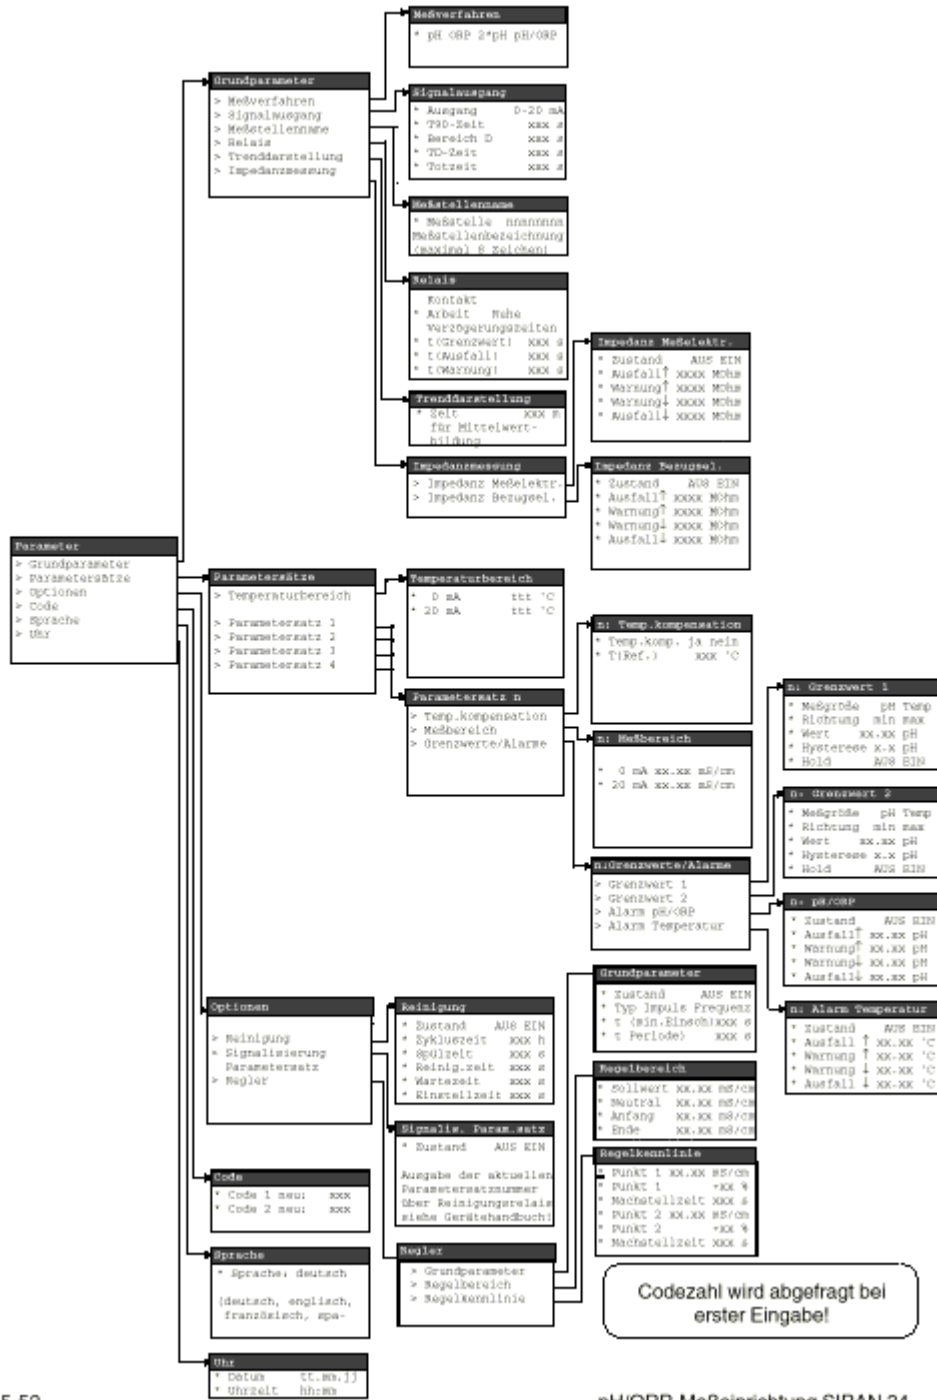 Meßverfahren
* pH ORP 2*pH pH/ORP
Grundparameter
> Meßverfahren
> Signalausgang
> Meßstellenname
> Relais
> Trenddarstellung
> Impedanzmessung
Signalausgang
* Ausgang 0-20 mA
* T90-Zeit xxx s
* Bereich D xxx s
* TD-Zeit xxx s
* Totzeit xxx s
Meßstellenname
* Meßstelle nnnnnnnn
Meßstellenbezeichnung
(maximal 8 Zeichen)
Relais
Kontakt
* Arbeit Ruhe
Verzögerungszeiten
* t(Grenzwert) xxx s
* t(Ausfall) xxx s
* t(Warnung) xxx s
Trenddarstellung
* Zeit xxx m
für Mittelwert-
bildung
Impedanzmessung
> Impedanz Meßelektr.
> Impedanz Bezugsel.
Impedanz Meßelektr.
* Zustand AUS EIN
* Ausfall↑ xxxx MOhm
* Warnung↑ xxxx MOhm
* Warnung↓ xxxx MOhm
* Ausfall↓ xxxx MOhm
Impedanz Bezugsel.
* Zustand AUS EIN
* Ausfall↑ xxxx MOhm
* Warnung↑ xxxx MOhm
* Warnung↓ xxxx MOhm
* Ausfall↓ xxxx MOhm
Parameter
> Grundparameter
> Parametersätze
> Optionen
> Code
> Sprache
> Uhr
Parametersätze
> Temperaturbereich
> Parametersatz 1
> Parametersatz 2
> Parametersatz 3
> Parametersatz 4
Temperaturbereich
* 0 mA ttt °C
* 20 mA ttt °C
Parametersatz n
> Temp.kompensation
> Meßbereich
> Grenzwerte/Alarme
n: Temp.kompensation
* Temp.komp. ja nein
* T(Ref.) xxx °C
n: Meßbereich
* 0 mA xx.xx mS/cm
* 20 mA xx.xx mS/cm
n:Grenzwerte/Alarme
> Grenzwert 1
> Grenzwert 2
> Alarm pH/ORP
> Alarm Temperatur
n: Grenzwert 1
* Meßgröße pH Temp
* Richtung min max
* Wert xx.xx pH
* Hysterese x.x pH
* Hold AUS EIN
n: Grenzwert 2
* Meßgröße pH Temp
* Richtung min max
* Wert xx.xx pH
* Hysterese x.x pH
* Hold AUS EIN
n: pH/ORP
* Zustand AUS EIN
* Ausfall↑ xx.xx pH
* Warnung↑ xx.xx pH
* Warnung↓ xx.xx pH
* Ausfall↓ xx.xx pH
n: Alarm Temperatur
* Zustand AUS EIN
* Ausfall ↑ xx.xx °C
* Warnung ↑ xx.xx °C
* Warnung ↓ xx.xx °C
* Ausfall ↓ xx.xx °C
Optionen
> Reinigung
> Signalisierung
Parametersatz
> Regler
Reinigung
* Zustand AUS EIN
* Zykluszeit xxx h
* Spülzeit xxx s
* Reinig.zeit xxx s
* Wartezeit xxx s
* Einstellzeit xxx s
Signalis. Param.satz
* Zustand AUS EIN
Ausgabe der aktuellen
Parametersatznummer
über Reinigungsrelais
siehe Gerätehandbuch!
Regler
> Grundparameter
> Regelbereich
> Regelkennlinie
Grundparameter
* Zustand AUS EIN
* Typ Impuls Frequenz
* t (min.Einsch)xxx s
* t Periode) xxx s
Regelbereich
* Sollwert xx.xx mS/cm
* Neutral xx.xx mS/cm
* Anfang xx.xx mS/cm
* Ende xx.xx mS/cm
Regelkennlinie
* Punkt 1 xx.xx mS/cm
* Punkt 1 +xx %
* Nachstellzeit xxx s
* Punkt 2 xx.xx mS/cm
* Punkt 2 +xx %
* Nachstellzeit xxx s
Code
* Code 1 neu: xxx
* Code 2 neu: xxx
Sprache
* Sprache: deutsch
(deutsch, englisch,
französisch, spa-
Uhr
* Datum tt.mm.jj
* Uhrzeit hh:mm
Codezahl wird abgefragt bei
erster Eingabe!
pH/ORP-Meßeinrichtung SIPAN 34